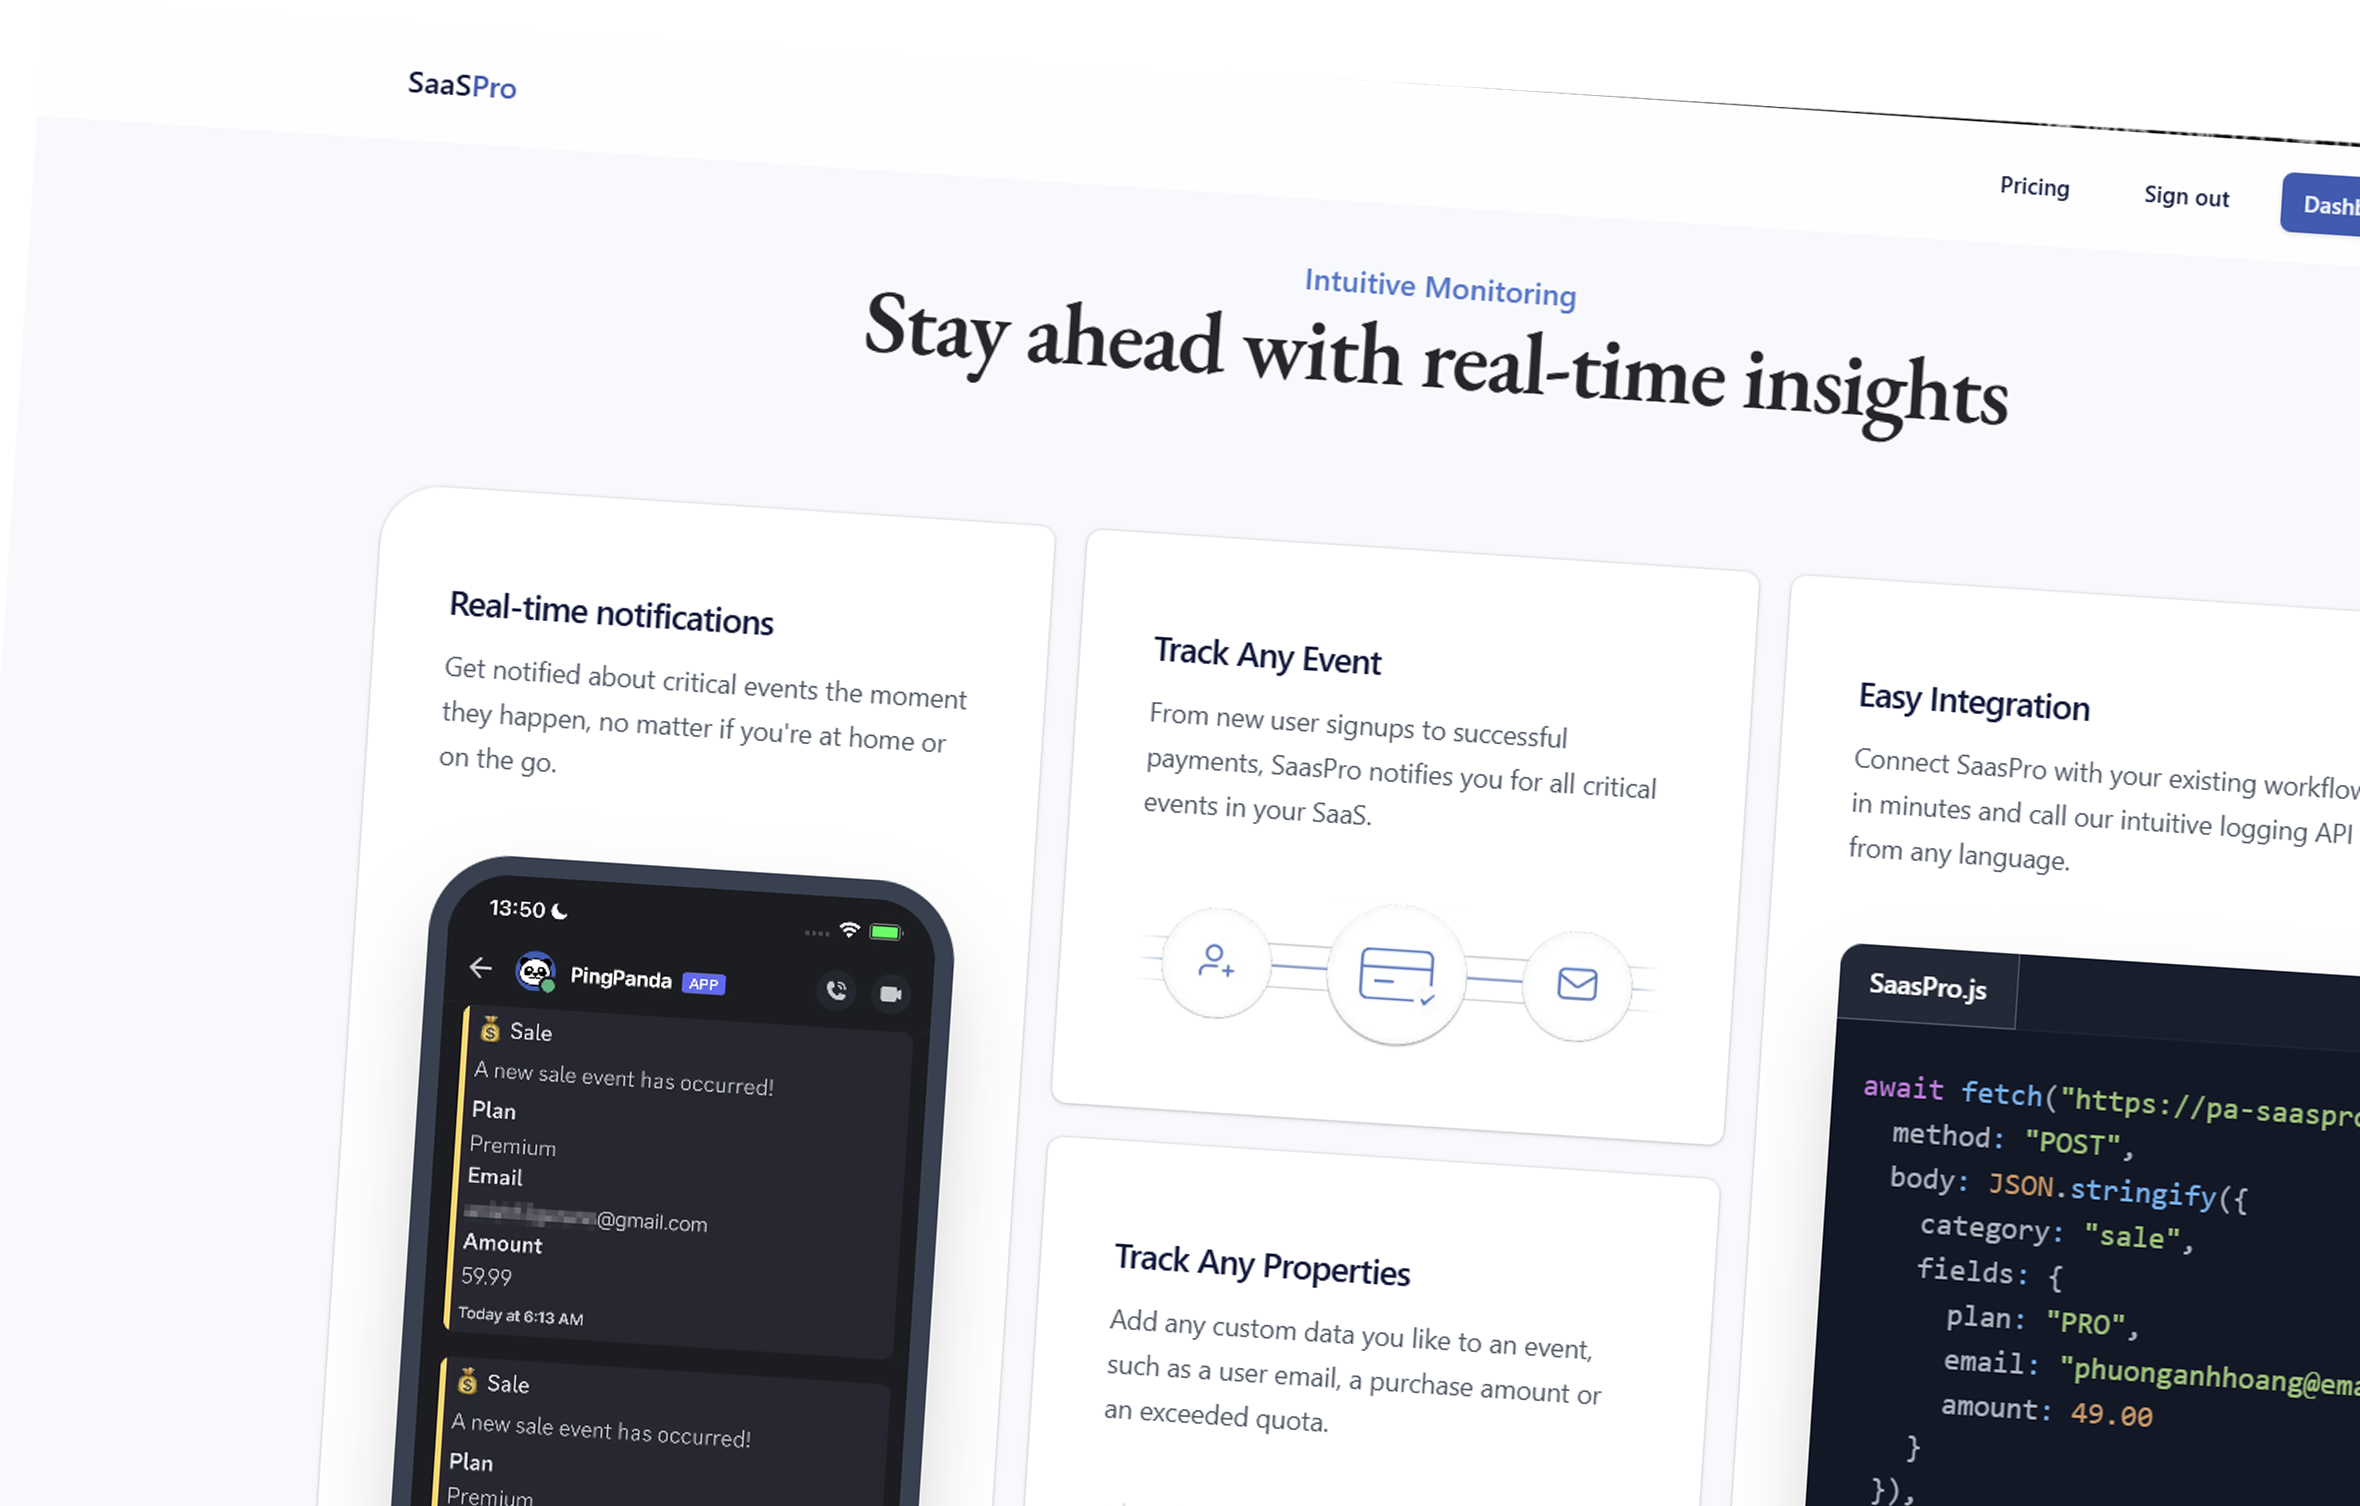 SaaSPro
Pricing
Sign out
Intuitive Monitoring
Stay ahead with real-time insights
Real-time notifications
Get notified about critical events the moment
they happen, no matter if you're at home or
on the go.
13:50
PingPanda APP
Sale
A new sale event has occurred!
Plan
Premium
Email
@gmail.com
Amount
59.99
Today at 6:13 AM
Sale
A new sale event has occurred!
Plan
Premium
Track Any Event
From new user signups to successful
payments, SaasPro notifies you for all critical
events in your SaaS.
Track Any Properties
Add any custom data you like to an event,
such as a user email, a purchase amount or
an exceeded quota.
Easy Integration
Connect SaasPro with your existing workflow
in minutes and call our intuitive logging API
from any language.
SaasPro.js
await fetch("https://pa-saaspro
method: "POST",
body: JSON.stringify({
category: "sale",
fields: {
plan: "PRO",
email: "phuonganhhoang@ema
amount: 49.00
}
}),